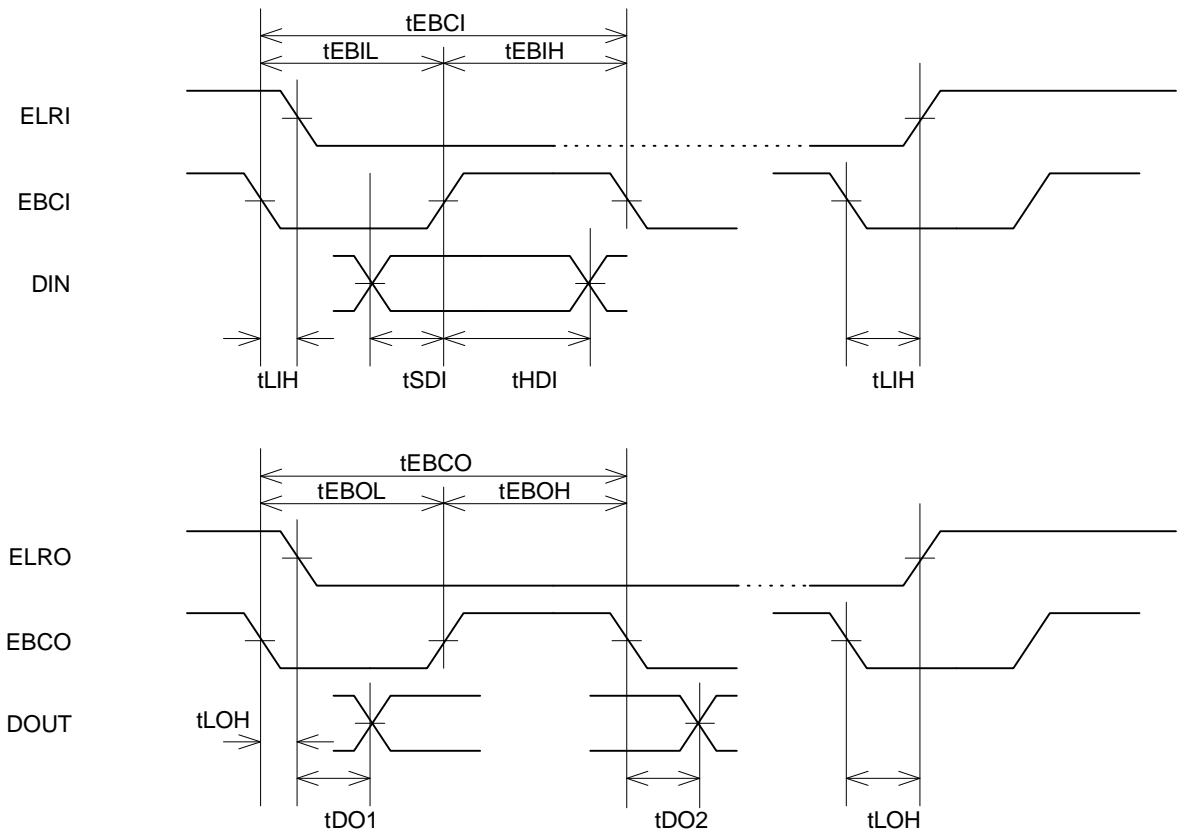 tEBCI
tEBIL tEBIH
ELRI
EBCI
DIN
tLIH tSDI tHDI tLIH
tEBCO
tEBOL tEBOH
ELRO
EBCO
DOUT
tLOH
tDO1 tDO2 tLOH